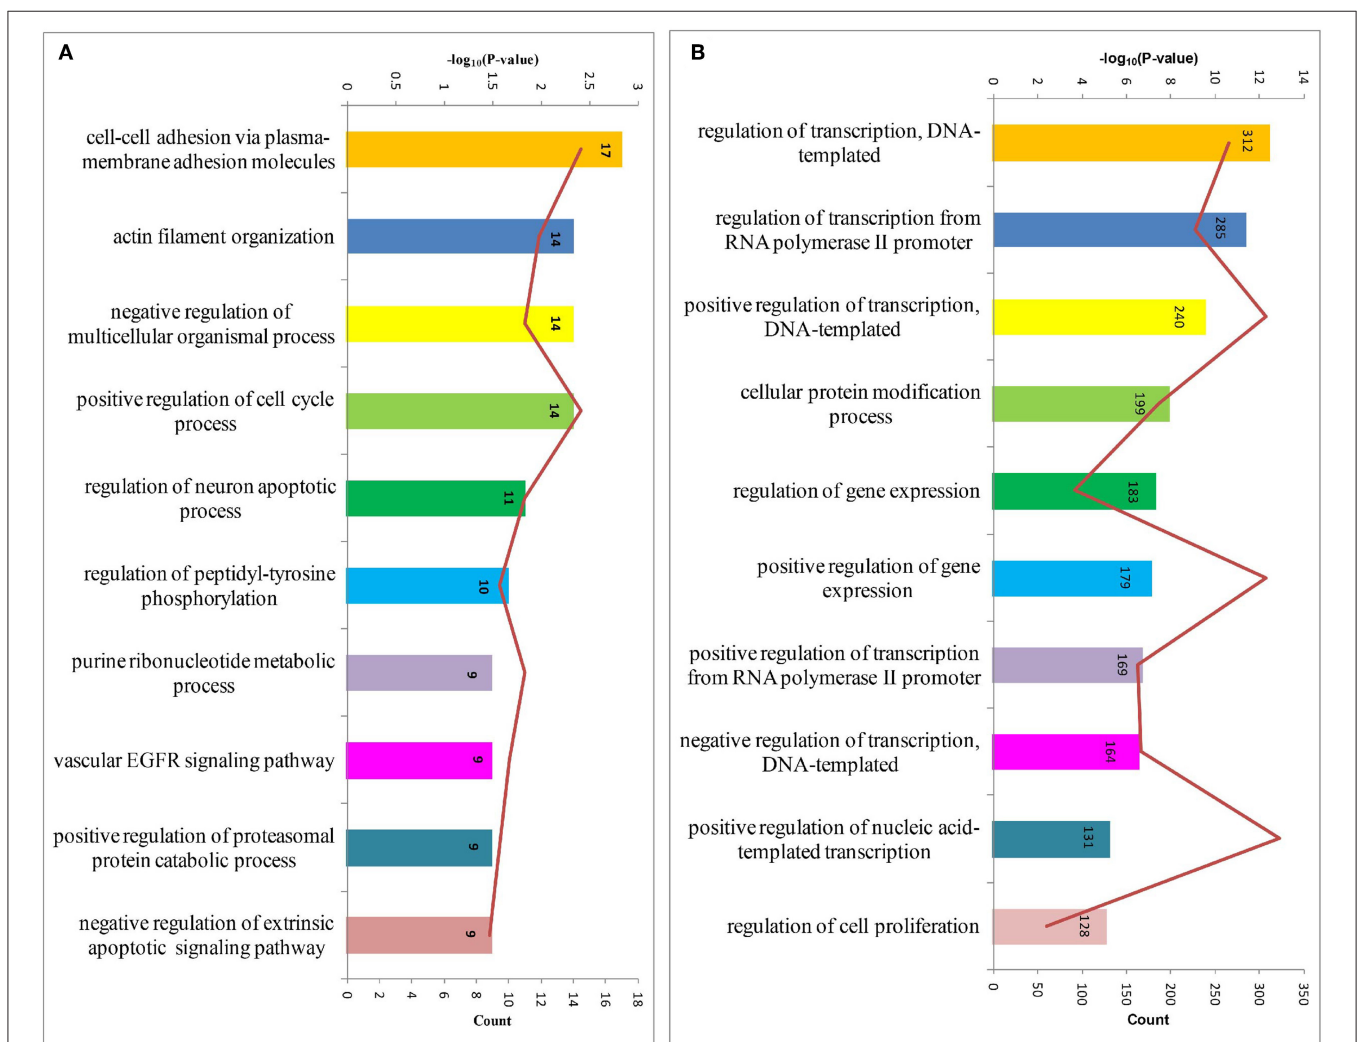 A
-log10(P-value)
0 0.5 1 1.5 2 2.5 3
cell-cell adhesion via plasma-
membrane adhesion molecules
17
actin filament organization
14
negative regulation of
multicellular organismal process
14
positive regulation of cell cycle
process
14
regulation of neuron apoptotic
process
11
regulation of peptidyl-tyrosine
phosphorylation
10
purine ribonucleotide metabolic
process
9
vascular EGFR signaling pathway
9
positive regulation of proteasomal
protein catabolic process
9
negative regulation of extrinsic
apoptotic signaling pathway
9
0 2 4 6 8 10 12 14 16 18
Count
B
-log10(P-value)
0 2 4 6 8 10 12 14
regulation of transcription, DNA-
templated
312
regulation of transcription from
RNA polymerase II promoter
285
positive regulation of transcription,
DNA-templated
240
cellular protein modification
process
199
regulation of gene expression
183
positive regulation of gene
expression
179
positive regulation of transcription
from RNA polymerase II promoter
169
negative regulation of transcription,
DNA-templated
164
positive regulation of nucleic acid-
templated transcription
131
regulation of cell proliferation
128
0 50 100 150 200 250 300 350
Count